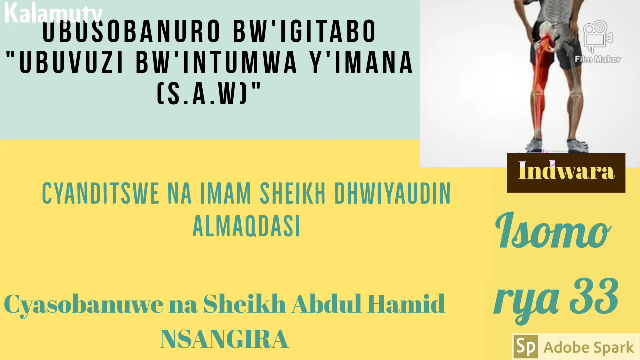 Kalamutv
UBUSOBANURO BW'IGITABO
"UBUVUZI BW'INTUMWA Y'IMANA
(S.A.W)"
Film Maker
Indwara
CYANDITSWE NA IMAM SHEIKH DHWIYAUDIN
ALMAQDASI
Isomo
rya 33
Cyasobanuwe na Sheikh Abdul Hamid
NSANGIRA
Sp Adobe Spark